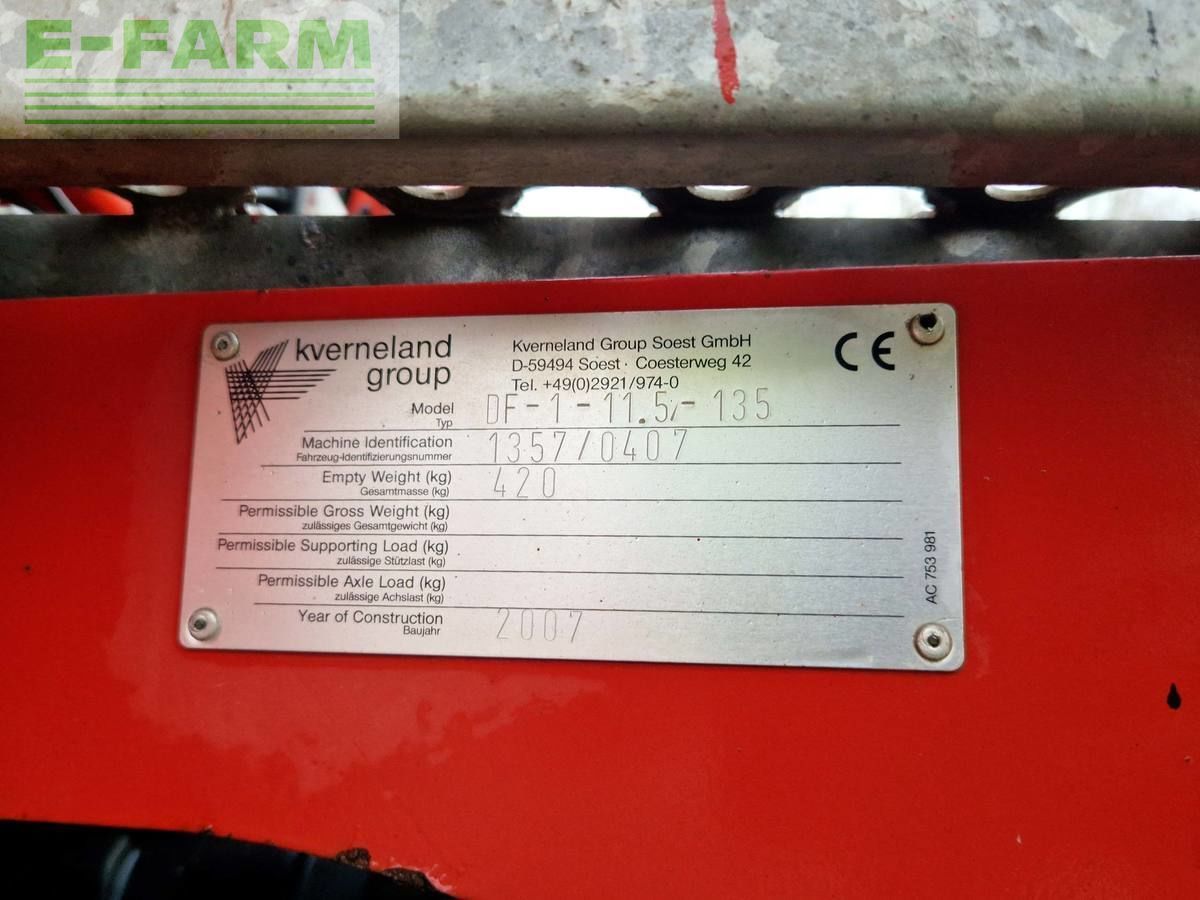 E-FARM
kverneland
group
Kverneland Group Soest GmbH
D-59494 Soest · Coesterweg 42
Tel. +49(0)2921/974-0
CE
Model DF-1-11.5/-135
Typ
Machine Identification 1357/0407
Fahrzeug-Identifizierungsnummer
Empty Weight (kg) 420
Gesamtmasse (kg)
Permissible Gross Weight (kg)
zulässiges Gesamtgewicht (kg)
Permissible Supporting Load (kg)
zulässige Stützlast (kg)
Permissible Axle Load (kg)
zulässige Achslast (kg)
Year of Construction 2007
Baujahr
AC 753 981